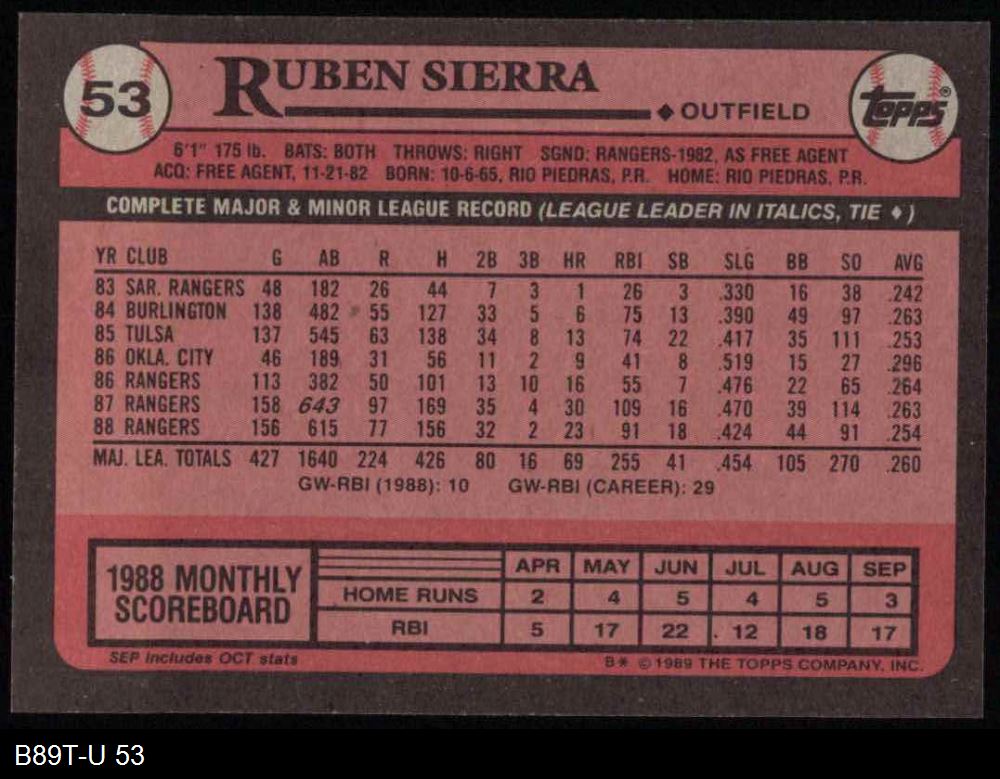 53
RUBEN SIERRA
◆ OUTFIELD
Topps®
6'1" 175 lb. BATS: BOTH THROWS: RIGHT SGND: RANGERS-1982, AS FREE AGENT
ACQ: FREE AGENT, 11-21-82 BORN: 10-6-65, RIO PIEDRAS, P.R. HOME: RIO PIEDRAS, P.R.
COMPLETE MAJOR & MINOR LEAGUE RECORD (LEAGUE LEADER IN ITALICS, TIE ♦)
YR CLUB G AB R H 2B 3B HR RBI SB SLG BB SO AVG
83 SAR. RANGERS 48 182 26 44 7 3 1 26 3 .330 16 38 .242
84 BURLINGTON 138 482 55 127 33 5 6 75 13 .390 49 97 .263
85 TULSA 137 545 63 138 34 8 13 74 22 .417 35 111 .253
86 OKLA. CITY 46 189 31 56 11 2 9 41 8 .519 15 27 .296
86 RANGERS 113 382 50 101 13 10 16 55 7 .476 22 65 .264
87 RANGERS 158 643 97 169 35 4 30 109 16 .470 39 114 .263
88 RANGERS 156 615 77 156 32 2 23 91 18 .424 44 91 .254
MAJ. LEA. TOTALS 427 1640 224 426 80 16 69 255 41 .454 105 270 .260
GW-RBI (1988): 10 GW-RBI (CAREER): 29
1988 MONTHLY
SCOREBOARD
APR MAY JUN JUL AUG SEP
HOME RUNS 2 4 5 4 5 3
RBI 5 17 22 12 18 17
SEP includes OCT stats
B* © 1989 THE TOPPS COMPANY, INC.
B89T-U 53